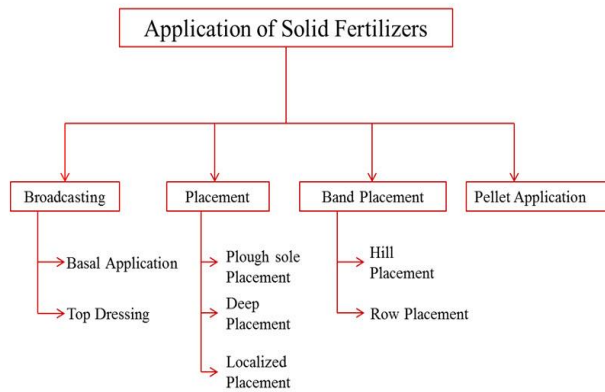 Application of Solid Fertilizers
Broadcasting
Placement
Band Placement
Pellet Application
Basal Application
Top Dressing
Plough sole
Placement
Deep
Placement
Localized
Placement
Hill
Placement
Row Placement